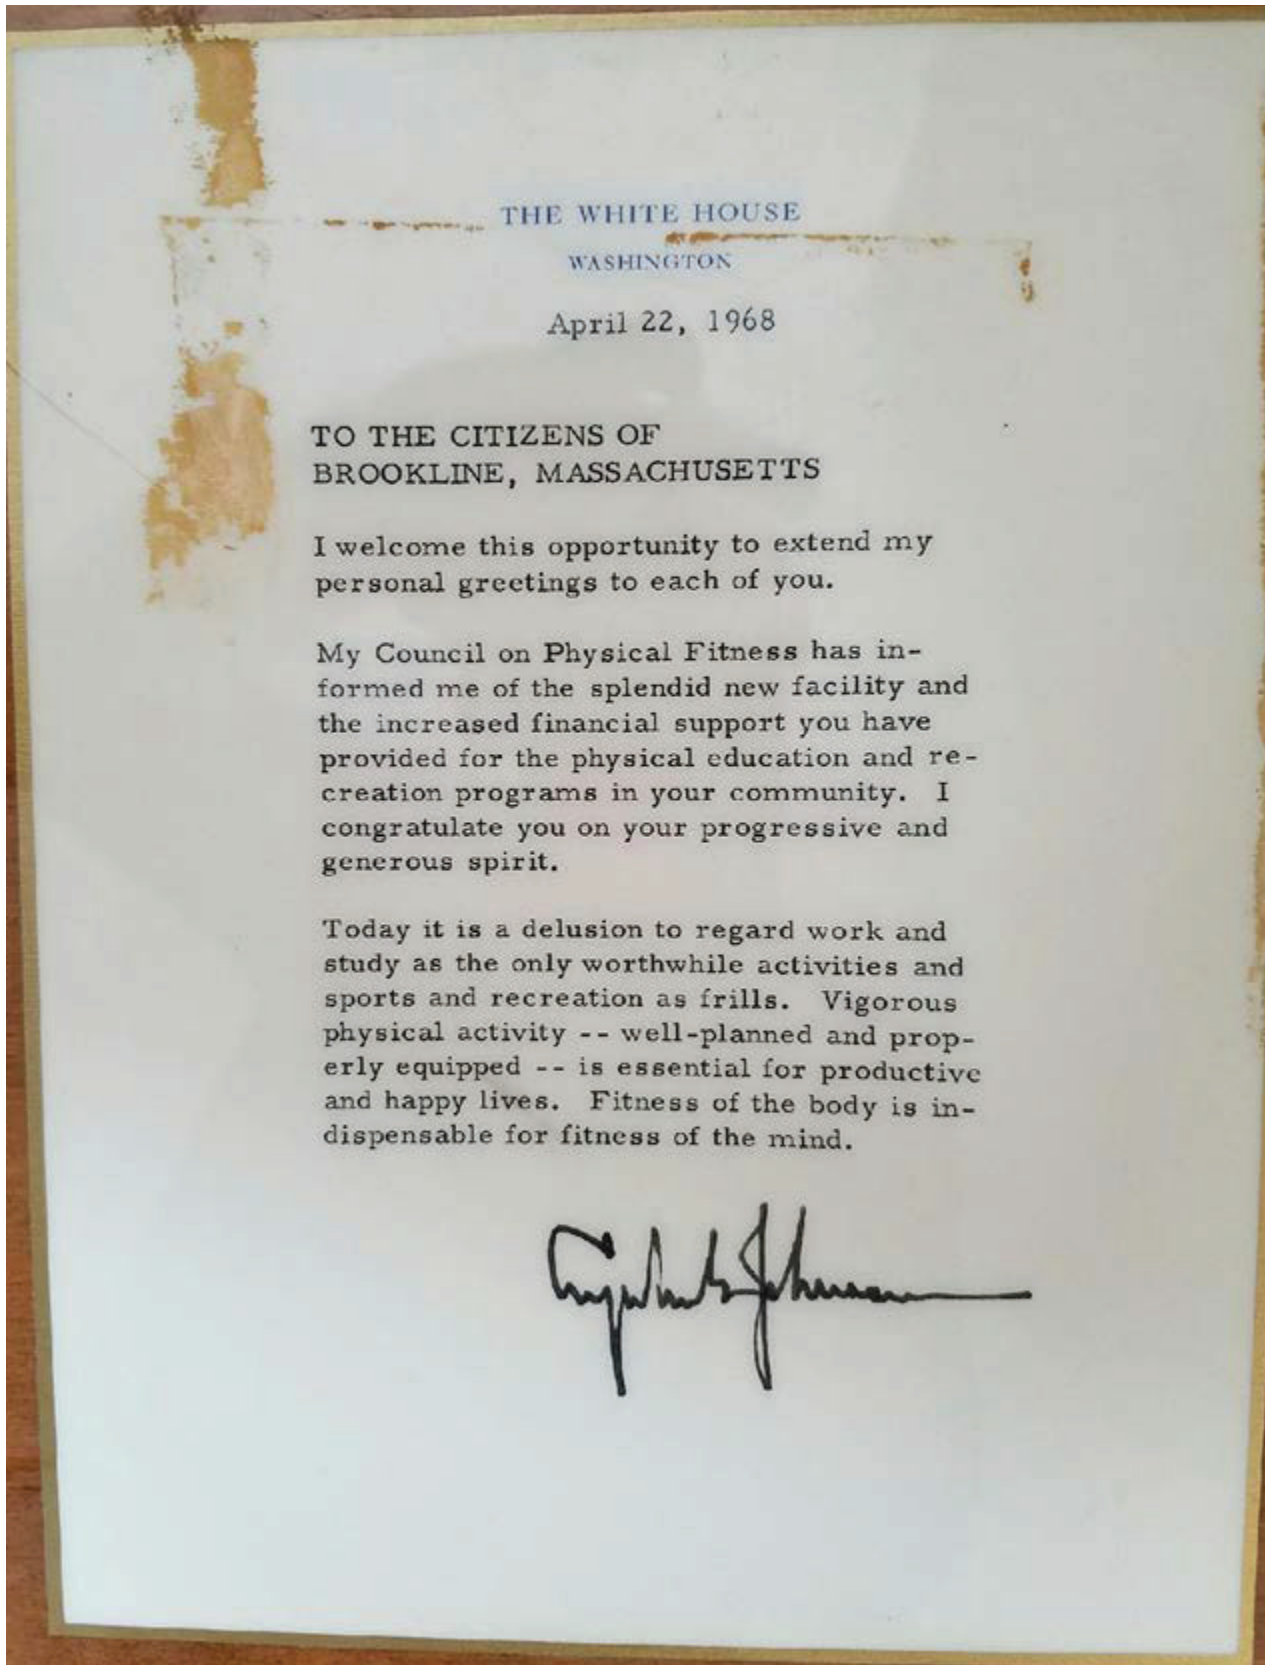 THE WHITE HOUSE
WASHINGTON
April 22, 1968
TO THE CITIZENS OF
BROOKLINE, MASSACHUSETTS
I welcome this opportunity to extend my
personal greetings to each of you.
My Council on Physical Fitness has in-
formed me of the splendid new facility and
the increased financial support you have
provided for the physical education and re-
creation programs in your community. I
congratulate you on your progressive and
generous spirit.
Today it is a delusion to regard work and
study as the only worthwhile activities and
sports and recreation as frills. Vigorous
physical activity -- well-planned and prop-
erly equipped -- is essential for productive
and happy lives. Fitness of the body is in-
dispensable for fitness of the mind.
Lyndon B Johnson